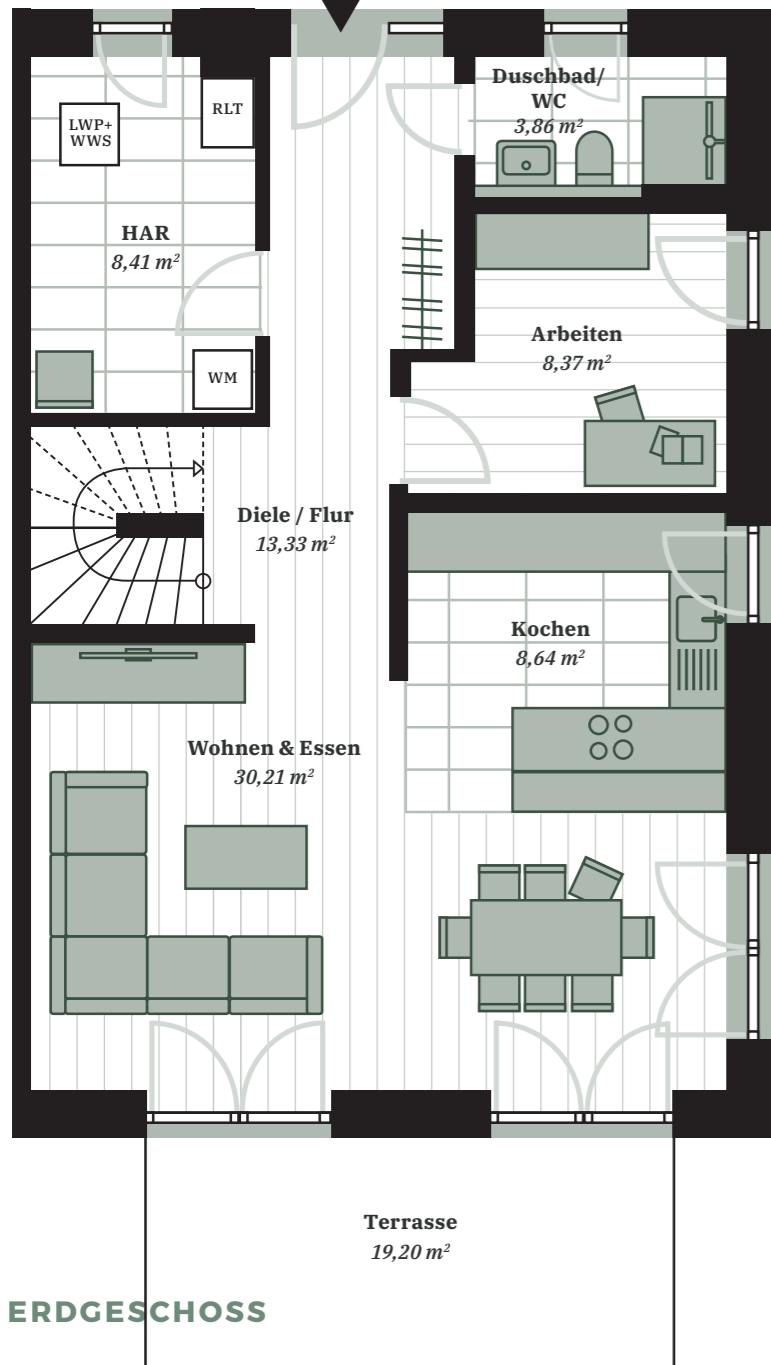 Duschbad/
WC
3,86 m²
LWP+
WWS
RLT
HAR
8,41 m²
WM
Arbeiten
8,37 m²
Diele / Flur
13,33 m²
Kochen
8,64 m²
Wohnen & Essen
30,21 m²
Terrasse
19,20 m²
ERDGESCHOSS